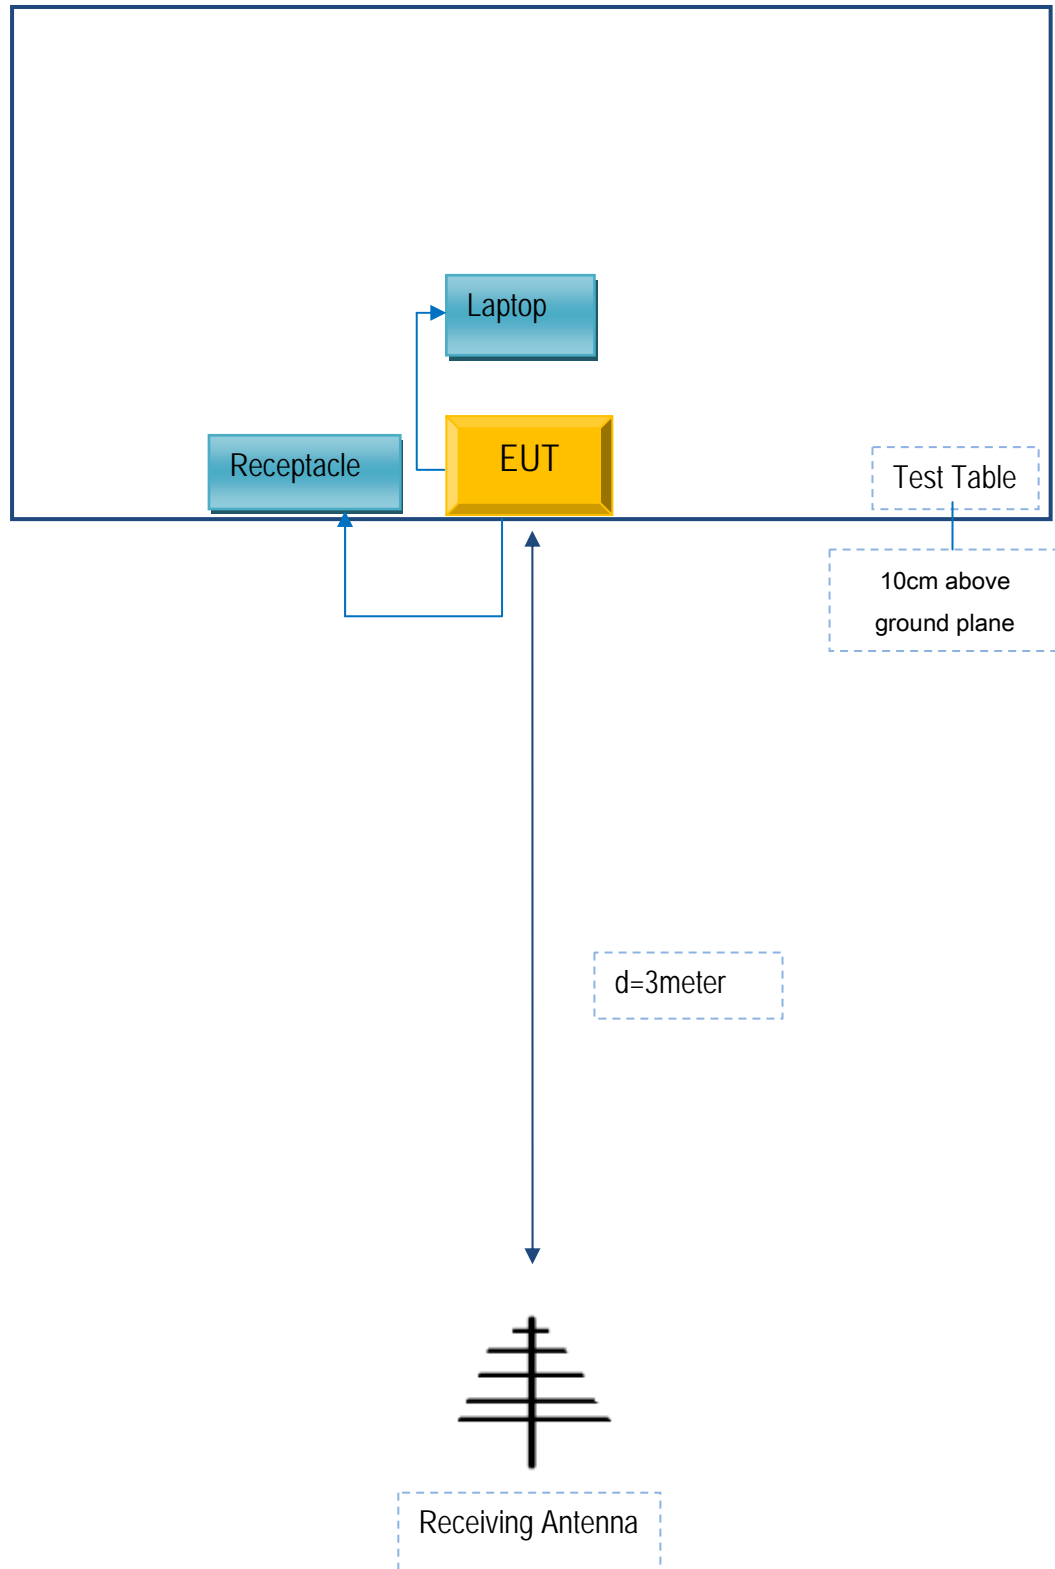 Laptop
EUT
Receptacle
Test Table
10cm above
ground plane
d=3meter
Receiving Antenna